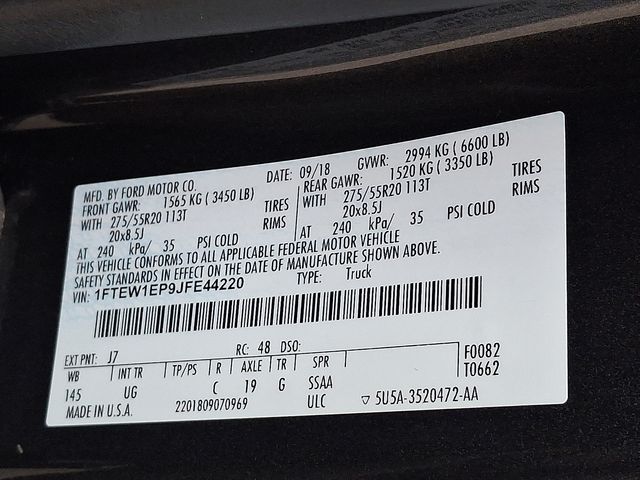 MFD. BY FORD MOTOR CO. DATE: 09/18 GVWR: 2994 KG ( 6600 LB)
FRONT GAWR: 1565 KG ( 3450 LB) REAR GAWR: 1520 KG ( 3350 LB)
WITH 275/55R20 113T TIRES WITH 275/55R20 113T TIRES
20x8.5J RIMS 20x8.5J RIMS
AT 240 kPa/ 35 PSI COLD AT 240 kPa/ 35 PSI COLD
THIS VEHICLE CONFORMS TO ALL APPLICABLE FEDERAL MOTOR VEHICLE
SAFETY STANDARDS IN EFFECT ON THE DATE OF MANUFACTURE SHOWN ABOVE.
VIN: 1FTEW1EP9JFE44220 TYPE: Truck
EXT PNT: J7 RC: 48 DSO: F0082
WB INT TR TP/PS R AXLE TR SPR T0662
145 UG C 19 G SSAA
MADE IN U.S.A. 2201809070969 ULC ▽ 5U5A-3520472-AA